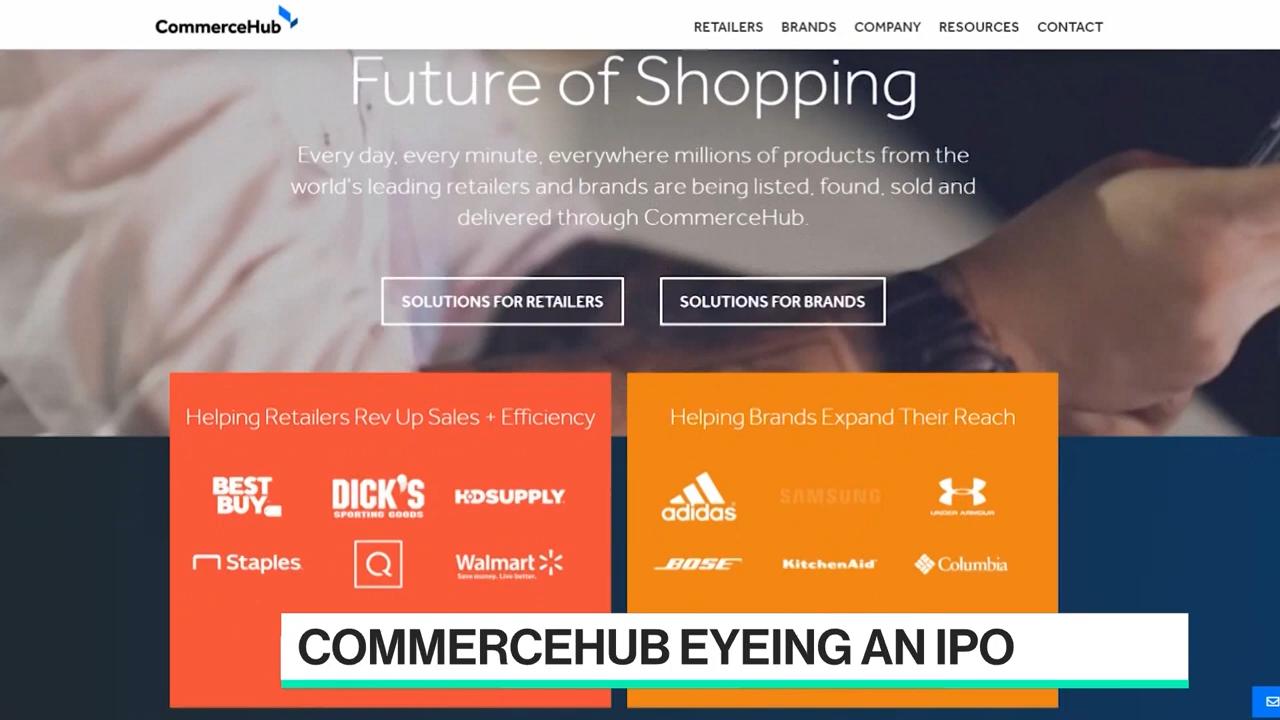 CommerceHub
RETAILERS BRANDS COMPANY RESOURCES CONTACT
Future of Shopping
Every day, every minute, everywhere millions of products from the
world's leading retailers and brands are being listed, found, sold and
delivered through CommerceHub.
SOLUTIONS FOR RETAILERS SOLUTIONS FOR BRANDS
Helping Retailers Rev Up Sales + Efficiency
BEST
BUY
DICK'S
SPORTING GOODS
HDSUPPLY
Staples
Q
Walmart
Save money. Live better.
Helping Brands Expand Their Reach
adidas
SAMSUNG
UNDER ARMOUR
BOSE
KitchenAid
Columbia
COMMERCEHUB EYEING AN IPO